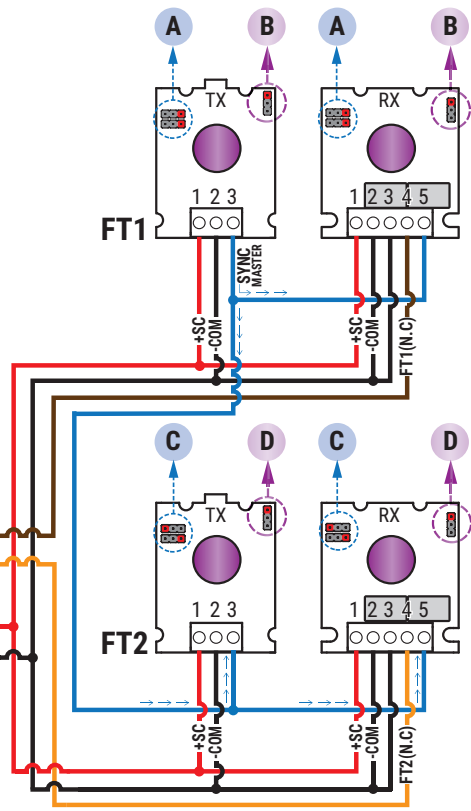 A B A B
TX RX
1 2 3 1 2 3 4 5
FT1
SYNC
MASTER
+SC -COM +SC -COM FT1(N.C)
C D C D
TX RX
1 2 3 1 2 3 4 5
FT2
+SC -COM +SC -COM FT2(N.C)